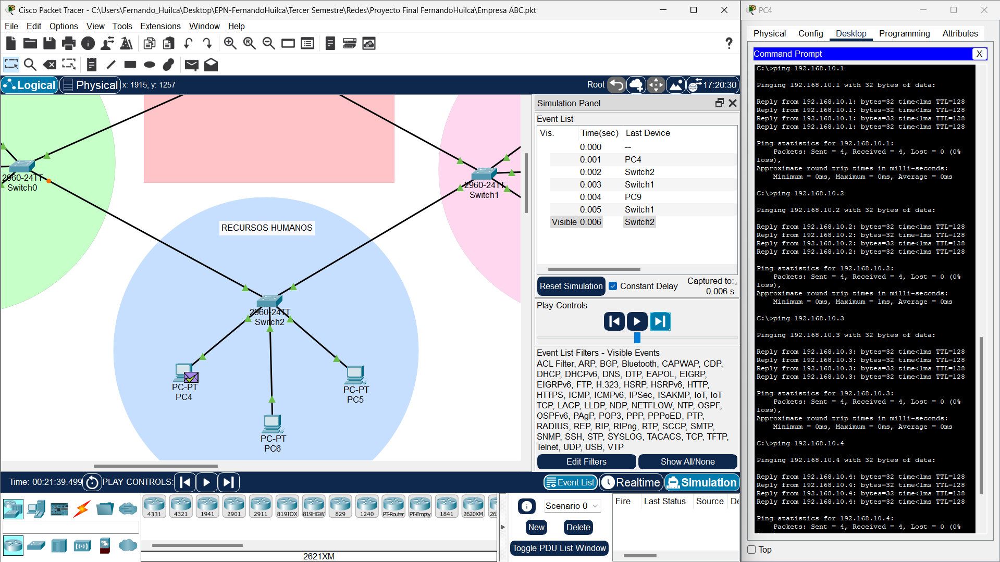 Cisco Packet Tracer - C:\Users\Fernando_Huilca\Desktop\EPN-FernandoHuilca\Tercer Semestre\Redes\Proyecto Final FernandoHuilca\Empresa ABC.pkt
File Edit Options View Tools Extensions Window Help
Logical Physical x: 1915, y: 1257
Root 17:20:30
2960-24TT
Switch0
2960-24TT
Switch1
RECURSOS HUMANOS
2960-24TT
Switch2
PC-PT
PC4
PC-PT
PC5
PC-PT
PC6
Simulation Panel
Event List
Vis. Time(sec) Last Device
0.000 --
0.001 PC4
0.002 Switch2
0.003 Switch1
0.004 PC9
0.005 Switch1
Visible 0.006 Switch2
Reset Simulation Constant Delay Captured to:*
0.006 s
Play Controls
Event List Filters - Visible Events
ACL Filter, ARP, BGP, Bluetooth, CAPWAP, CDP,
DHCP, DHCPv6, DNS, DTP, EAPOL, EIGRP,
EIGRPv6, FTP, H.323, HSRP, HSRPv6, HTTP,
HTTPS, ICMP, ICMPv6, IPSec, ISAKMP, IoT, IoT
TCP, LACP, LLDP, NDP, NETFLOW, NTP, OSPF,
OSPFv6, PAgP, POP3, PPP, PPPoED, PTP,
RADIUS, REP, RIP, RIPng, RTP, SCCP, SMTP,
SNMP, SSH, STP, SYSLOG, TACACS, TCP, TFTP,
Telnet, UDP, USB, VTP
Edit Filters Show All/None
Time: 00:21:39.499 PLAY CONTROLS:
Event List Realtime Simulation
4331 4321 1941 2901 2911 819IOX 819HGW 829 1240 PT-Router PT-Empty 1841 2620XM 262
2621XM
Scenario 0
New Delete
Toggle PDU List Window
Fire Last Status Source De
PC4
Physical Config Desktop Programming Attributes
Command Prompt X
C:\>ping 192.168.10.1
Pinging 192.168.10.1 with 32 bytes of data:
Reply from 192.168.10.1: bytes=32 time<1ms TTL=128
Reply from 192.168.10.1: bytes=32 time<1ms TTL=128
Reply from 192.168.10.1: bytes=32 time<1ms TTL=128
Reply from 192.168.10.1: bytes=32 time<1ms TTL=128
Ping statistics for 192.168.10.1:
Packets: Sent = 4, Received = 4, Lost = 0 (0%
loss),
Approximate round trip times in milli-seconds:
Minimum = 0ms, Maximum = 0ms, Average = 0ms
C:\>ping 192.168.10.2
Pinging 192.168.10.2 with 32 bytes of data:
Reply from 192.168.10.2: bytes=32 time<1ms TTL=128
Reply from 192.168.10.2: bytes=32 time=1ms TTL=128
Reply from 192.168.10.2: bytes=32 time<1ms TTL=128
Reply from 192.168.10.2: bytes=32 time<1ms TTL=128
Ping statistics for 192.168.10.2:
Packets: Sent = 4, Received = 4, Lost = 0 (0%
loss),
Approximate round trip times in milli-seconds:
Minimum = 0ms, Maximum = 1ms, Average = 0ms
C:\>ping 192.168.10.3
Pinging 192.168.10.3 with 32 bytes of data:
Reply from 192.168.10.3: bytes=32 time<1ms TTL=128
Reply from 192.168.10.3: bytes=32 time<1ms TTL=128
Reply from 192.168.10.3: bytes=32 time<1ms TTL=128
Reply from 192.168.10.3: bytes=32 time<1ms TTL=128
Ping statistics for 192.168.10.3:
Packets: Sent = 4, Received = 4, Lost = 0 (0%
loss),
Approximate round trip times in milli-seconds:
Minimum = 0ms, Maximum = 0ms, Average = 0ms
C:\>ping 192.168.10.4
Pinging 192.168.10.4 with 32 bytes of data:
Reply from 192.168.10.4: bytes=32 time<1ms TTL=128
Reply from 192.168.10.4: bytes=32 time<1ms TTL=128
Reply from 192.168.10.4: bytes=32 time<1ms TTL=128
Reply from 192.168.10.4: bytes=32 time<1ms TTL=128
Ping statistics for 192.168.10.4:
Packets: Sent = 4, Received = 4, Lost = 0 (0%
Top